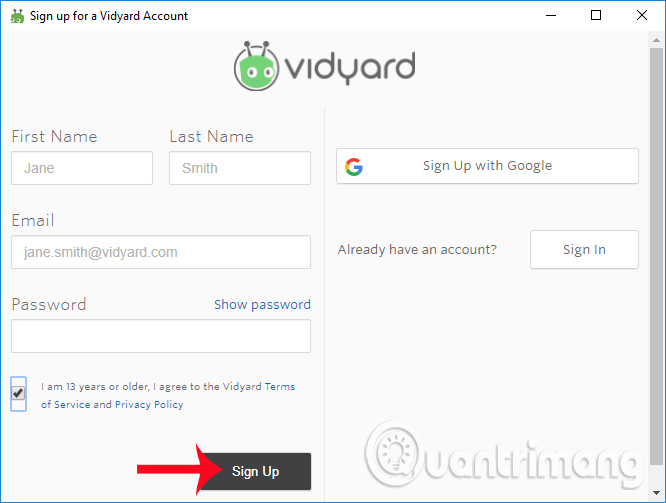 Sign up for a Vidyard Account
vidyard
First Name
Last Name
Jane
Smith
Email
jane.smith@vidyard.com
Password
Show password
I am 13 years or older, I agree to the Vidyard Terms
of Service and Privacy Policy
Sign Up
Sign Up with Google
Already have an account?
Sign In
Quantrimang